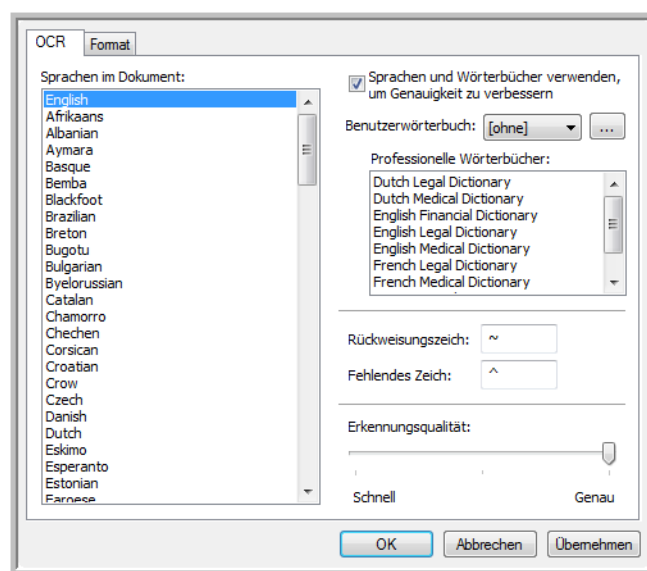 OCR
Format
Sprachen im Dokument:
English
Afrikaans
Albanian
Aymara
Basque
Bemba
Blackfoot
Brazilian
Breton
Bugotu
Bulgarian
Byelorussian
Catalan
Chamorro
Chechen
Corsican
Croatian
Crow
Czech
Danish
Dutch
Eskimo
Esperanto
Estonian
Faroese
Sprachen und Wörterbücher verwenden,
um Genauigkeit zu verbessern
Benutzerwörterbuch: [ohne] ...
Professionelle Wörterbücher:
Dutch Legal Dictionary
Dutch Medical Dictionary
English Financial Dictionary
English Legal Dictionary
English Medical Dictionary
French Legal Dictionary
French Medical Dictionary
Rückweisungszeich: ~
Fehlendes Zeich: ^
Erkennungsqualität:
Schnell Genau
OK Abbrechen Übernehmen